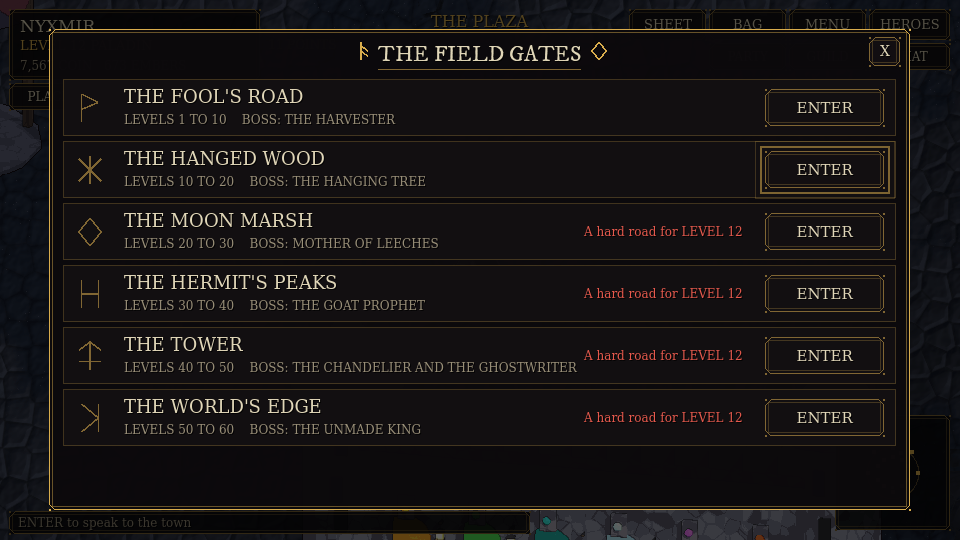 NYXMIR
THE PLAZA
SHEET
BAG
MENU
HEROES
LEV
7,56
PLA
AT
THE FIELD GATES
X
THE FOOL'S ROAD
LEVELS 1 TO 10 BOSS: THE HARVESTER
ENTER
THE HANGED WOOD
LEVELS 10 TO 20 BOSS: THE HANGING TREE
ENTER
THE MOON MARSH
LEVELS 20 TO 30 BOSS: MOTHER OF LEECHES
A hard road for LEVEL 12
ENTER
THE HERMIT'S PEAKS
LEVELS 30 TO 40 BOSS: THE GOAT PROPHET
A hard road for LEVEL 12
ENTER
THE TOWER
LEVELS 40 TO 50 BOSS: THE CHANDELIER AND THE GHOSTWRITER
A hard road for LEVEL 12
ENTER
THE WORLD'S EDGE
LEVELS 50 TO 60 BOSS: THE UNMADE KING
A hard road for LEVEL 12
ENTER
ENTER to speak to the town